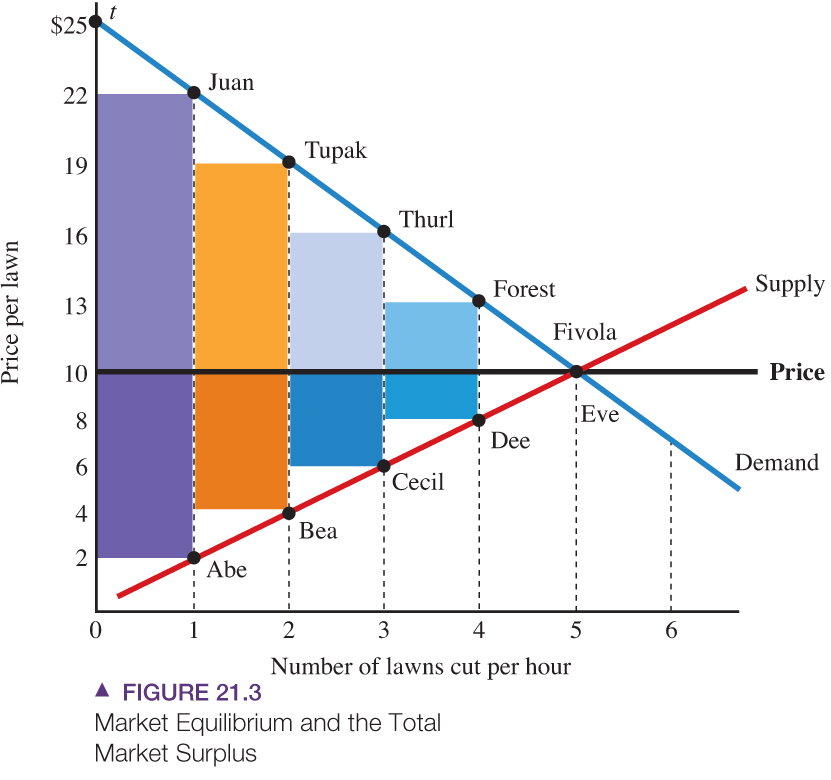 $25
t
Juan
22
Tupak
19
Thurl
16
Forest
Supply
13
Fivola
Price per lawn
10
Price
8
Eve
Dee
Demand
6
Cecil
4
Bea
2
Abe
0 1 2 3 4 5 6
Number of lawns cut per hour
▲ FIGURE 21.3
Market Equilibrium and the Total
Market Surplus